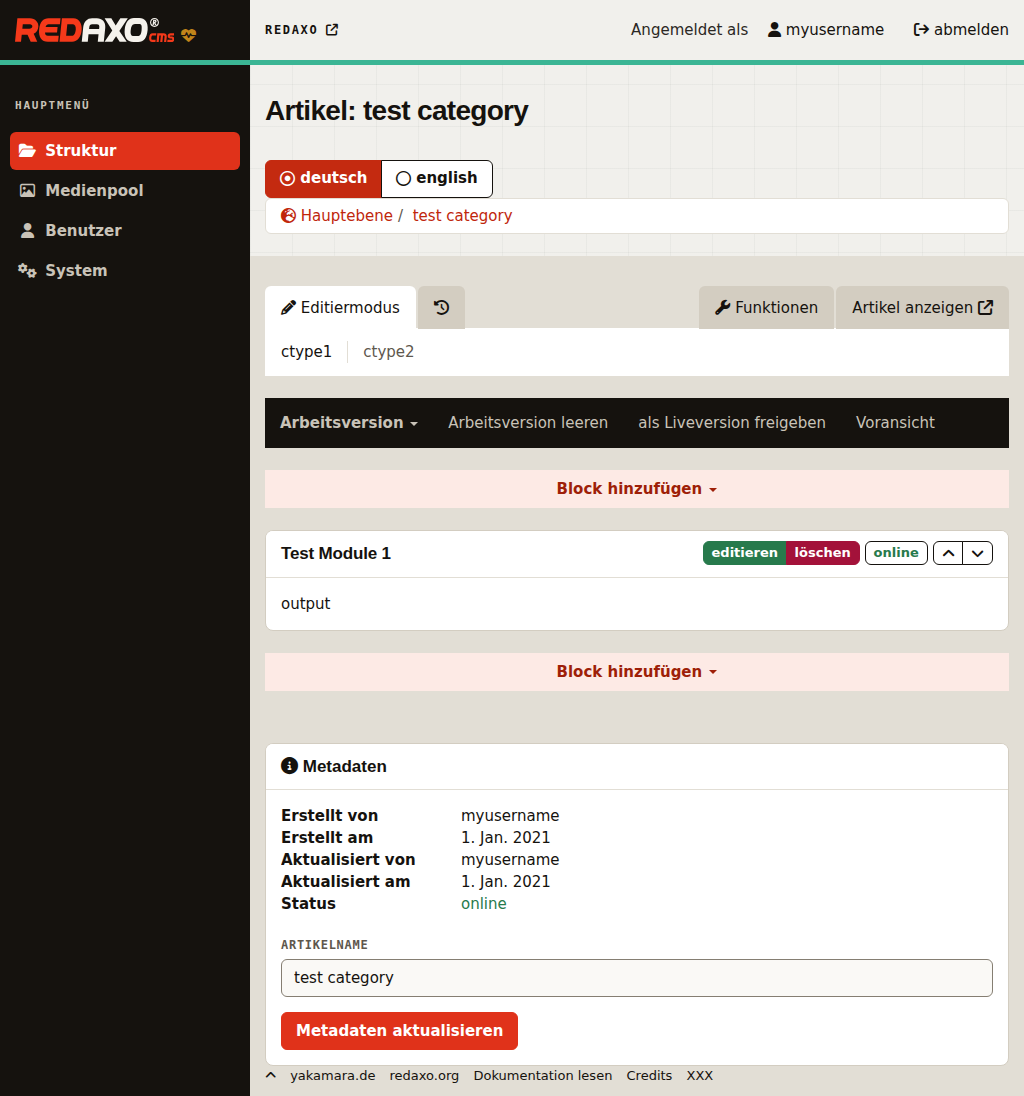 REDAXO® cms
REDAXO
Angemeldet als myusername abmelden
HAUPTMENÜ
Struktur
Medienpool
Benutzer
System
Artikel: test category
deutsch english
Hauptebene / test category
Editiermodus Funktionen Artikel anzeigen
ctype1 ctype2
Arbeitsversion Arbeitsversion leeren als Liveversion freigeben Voransicht
Block hinzufügen
Test Module 1 editieren löschen online
output
Block hinzufügen
Metadaten
Erstellt von myusername
Erstellt am 1. Jan. 2021
Aktualisiert von myusername
Aktualisiert am 1. Jan. 2021
Status online
ARTIKELNAME
test category
Metadaten aktualisieren
yakamara.de redaxo.org Dokumentation lesen Credits XXX